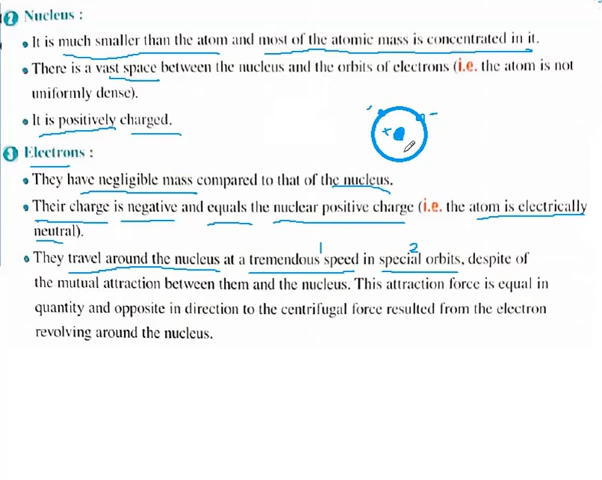 2 Nucleus :
• It is much smaller than the atom and most of the atomic mass is concentrated in it.
• There is a vast space between the nucleus and the orbits of electrons (i.e. the atom is not
uniformly dense).
• It is positively charged.
+ -
3 Electrons :
• They have negligible mass compared to that of the nucleus.
• Their charge is negative and equals the nuclear positive charge (i.e. the atom is electrically
neutral).
1 2
• They travel around the nucleus at a tremendous speed in special orbits, despite of
the mutual attraction between them and the nucleus. This attraction force is equal in
quantity and opposite in direction to the centrifugal force resulted from the electron
revolving around the nucleus.